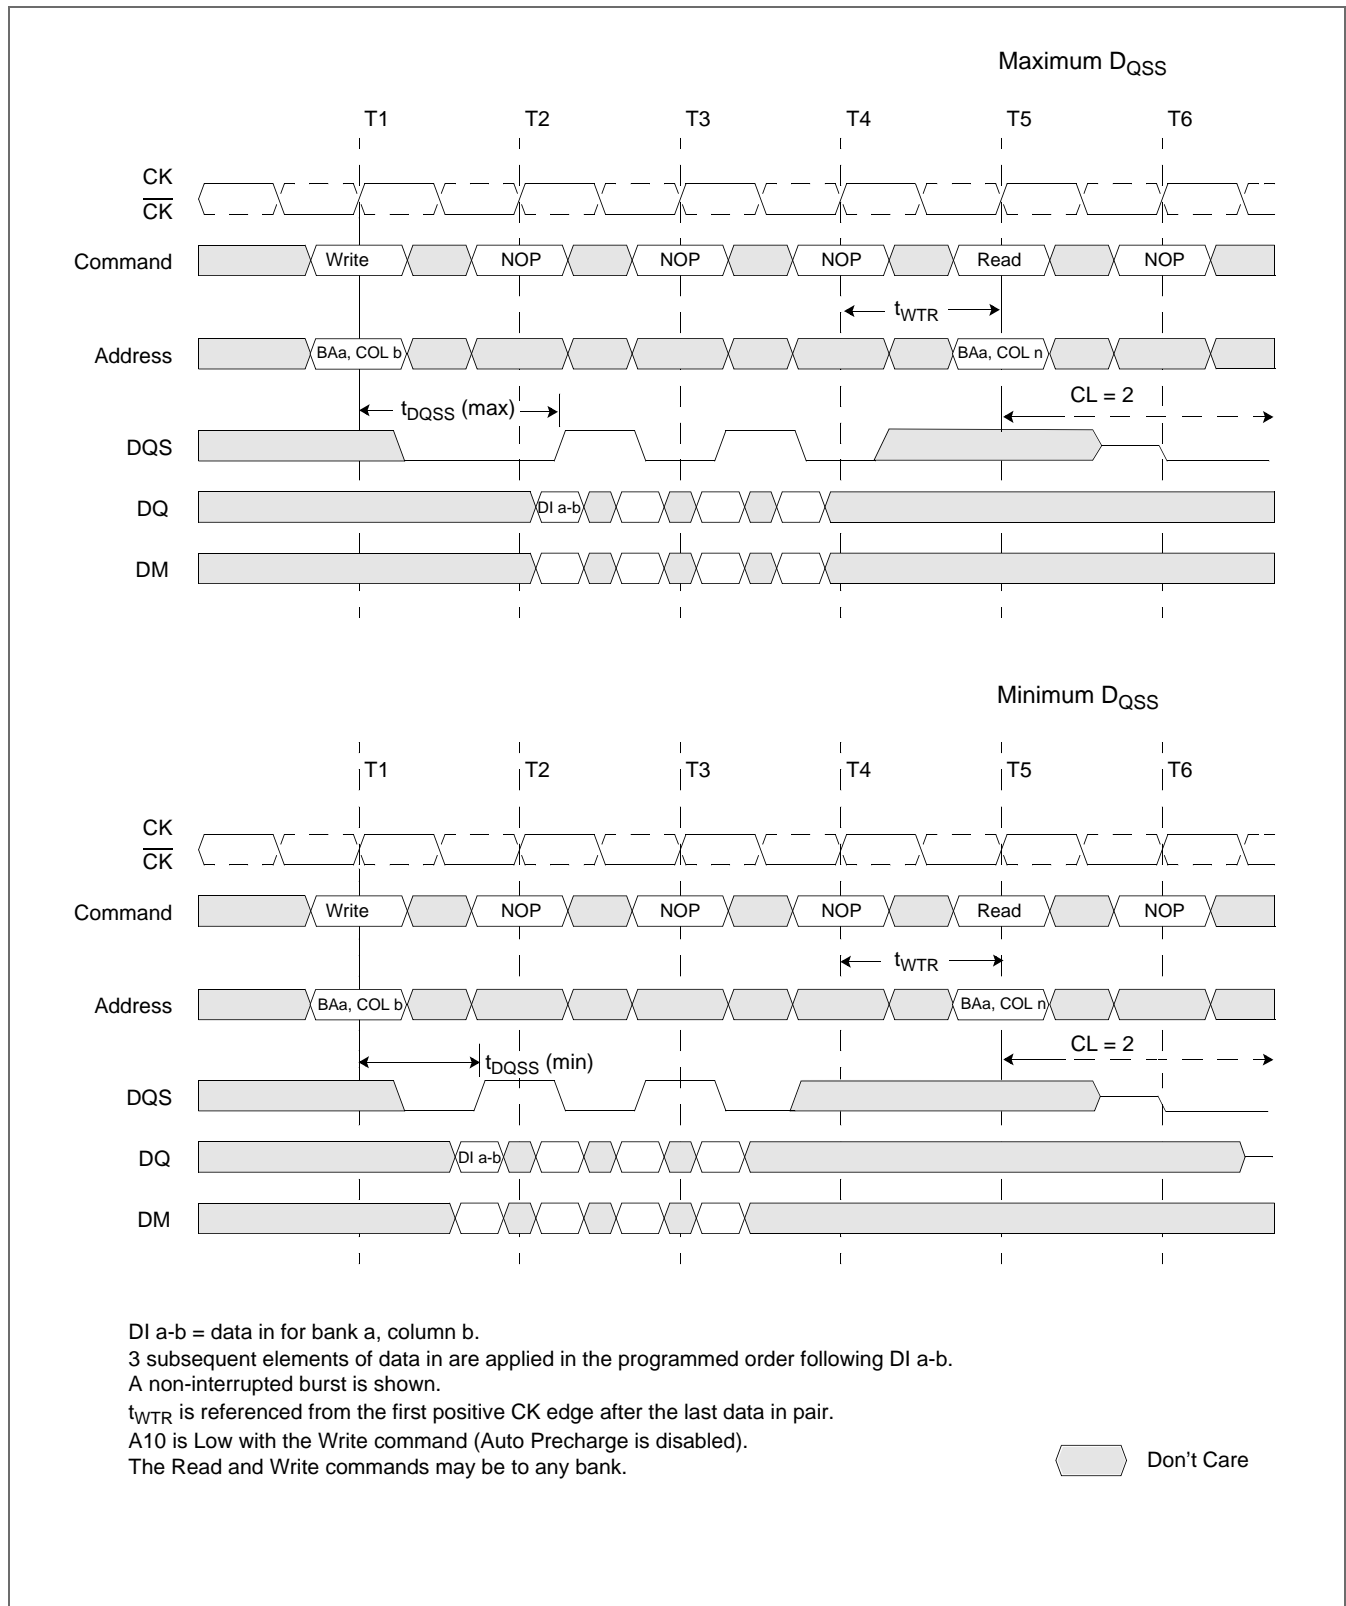 Maximum DQSS
T1 T2 T3 T4 T5 T6
CK
CK
Command Write NOP NOP NOP Read NOP
tWTR
Address BAa, COL b BAa, COL n
tDQSS (max) CL = 2
DQS
DQ DI a-b
DM
Minimum DQSS
T1 T2 T3 T4 T5 T6
CK
CK
Command Write NOP NOP NOP Read NOP
tWTR
Address BAa, COL b BAa, COL n
tDQSS (min) CL = 2
DQS
DQ DI a-b
DM
DI a-b = data in for bank a, column b.
3 subsequent elements of data in are applied in the programmed order following DI a-b.
A non-interrupted burst is shown.
tWTR is referenced from the first positive CK edge after the last data in pair.
A10 is Low with the Write command (Auto Precharge is disabled).
The Read and Write commands may be to any bank.
Don't Care